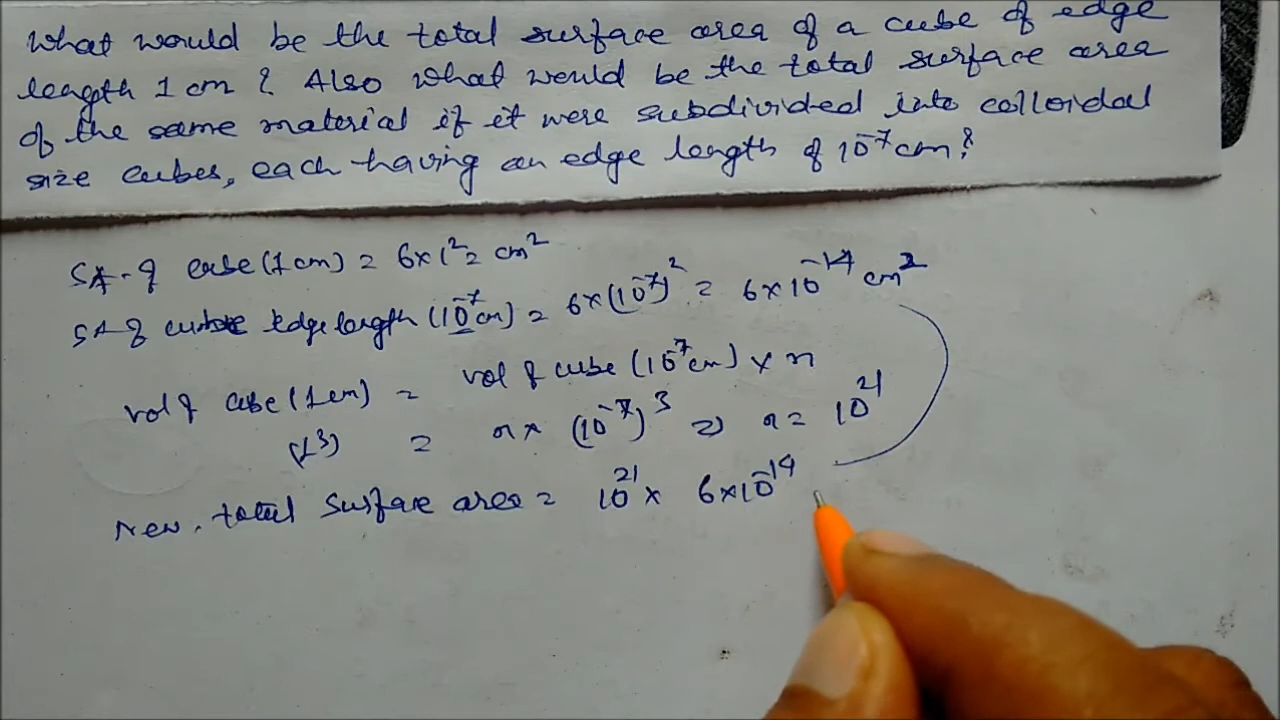 What would be the total surface area of a cube of edge
length 1 cm? Also what would be the total surface area
of the same material if it were subdivided into colloidal
size cubes, each having an edge length of 10⁻⁷ cm?
SA of cube (1 cm) = 6×1² = cm²
SA of cube edge length (10⁻⁷ cm) = 6×(10⁻⁷)² = 6×10⁻¹⁴ cm²
vol of cube (1 cm) = vol of cube (10⁻⁷ cm) × n
(1³) = n× (10⁻⁷)³ ⇒ n = 10²¹
New, total surface area = 10²¹ × 6×10⁻¹⁴